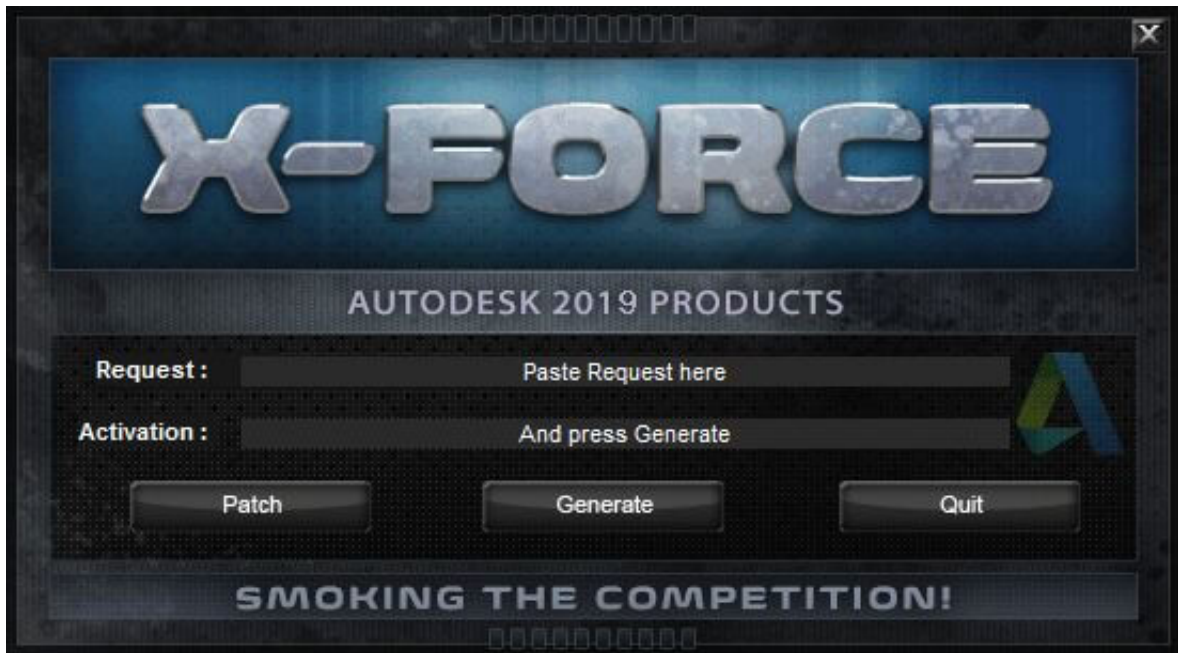 X
X-FORCE
AUTODESK 2019 PRODUCTS
Request : Paste Request here
Activation : And press Generate
Patch Generate Quit
SMOKING THE COMPETITION!